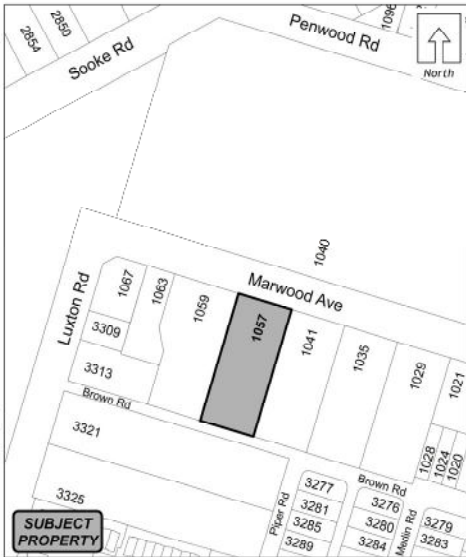 2854
2850
Sooke Rd
Penwood Rd
1096
North
1040
Marwood Ave
Luxton Rd
1067
1063
1059
1057
1041
1035
1029
1021
3309
3313
Brown Rd
3321
3325
1028
1024
1020
Brown Rd
Piper Rd
3277
3281
3285
3289
3276
3280
3284
Merlin Rd
3279
3283
SUBJECT
PROPERTY